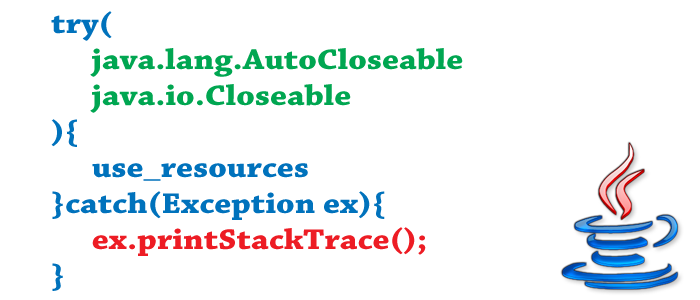 try(
java.lang.AutoCloseable
java.io.Closeable
){
use_resources
}catch(Exception ex){
ex.printStackTrace();
}